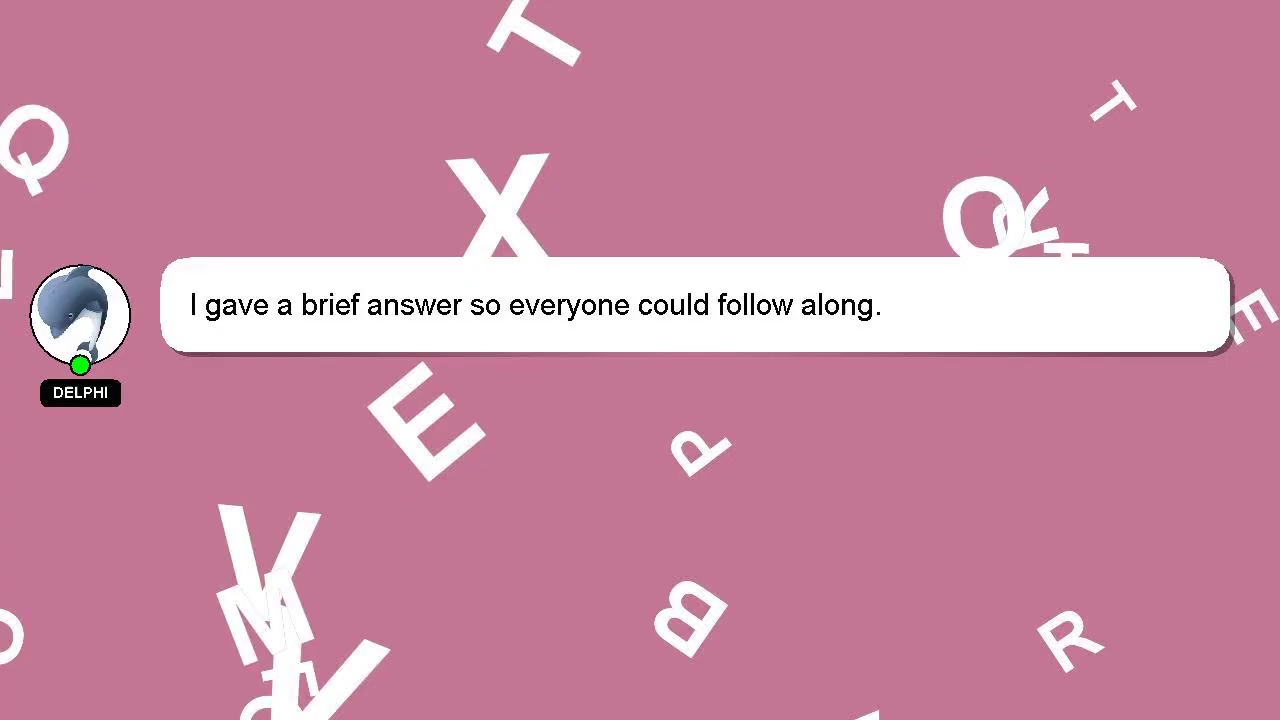 I gave a brief answer so everyone could follow along.
DELPHI
T
T
Q
X
O
R
T
E
E
P
V
M
B
R